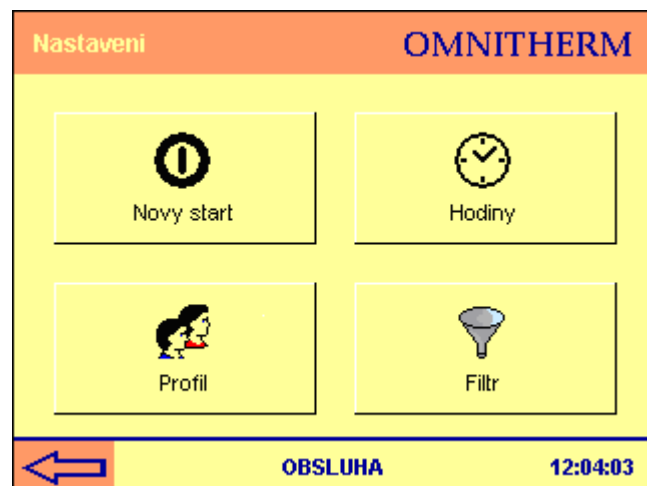 Nastaveni OMNITHERM
Novy start
Hodiny
Profil
Filtr
OBSLUHA 12:04:03